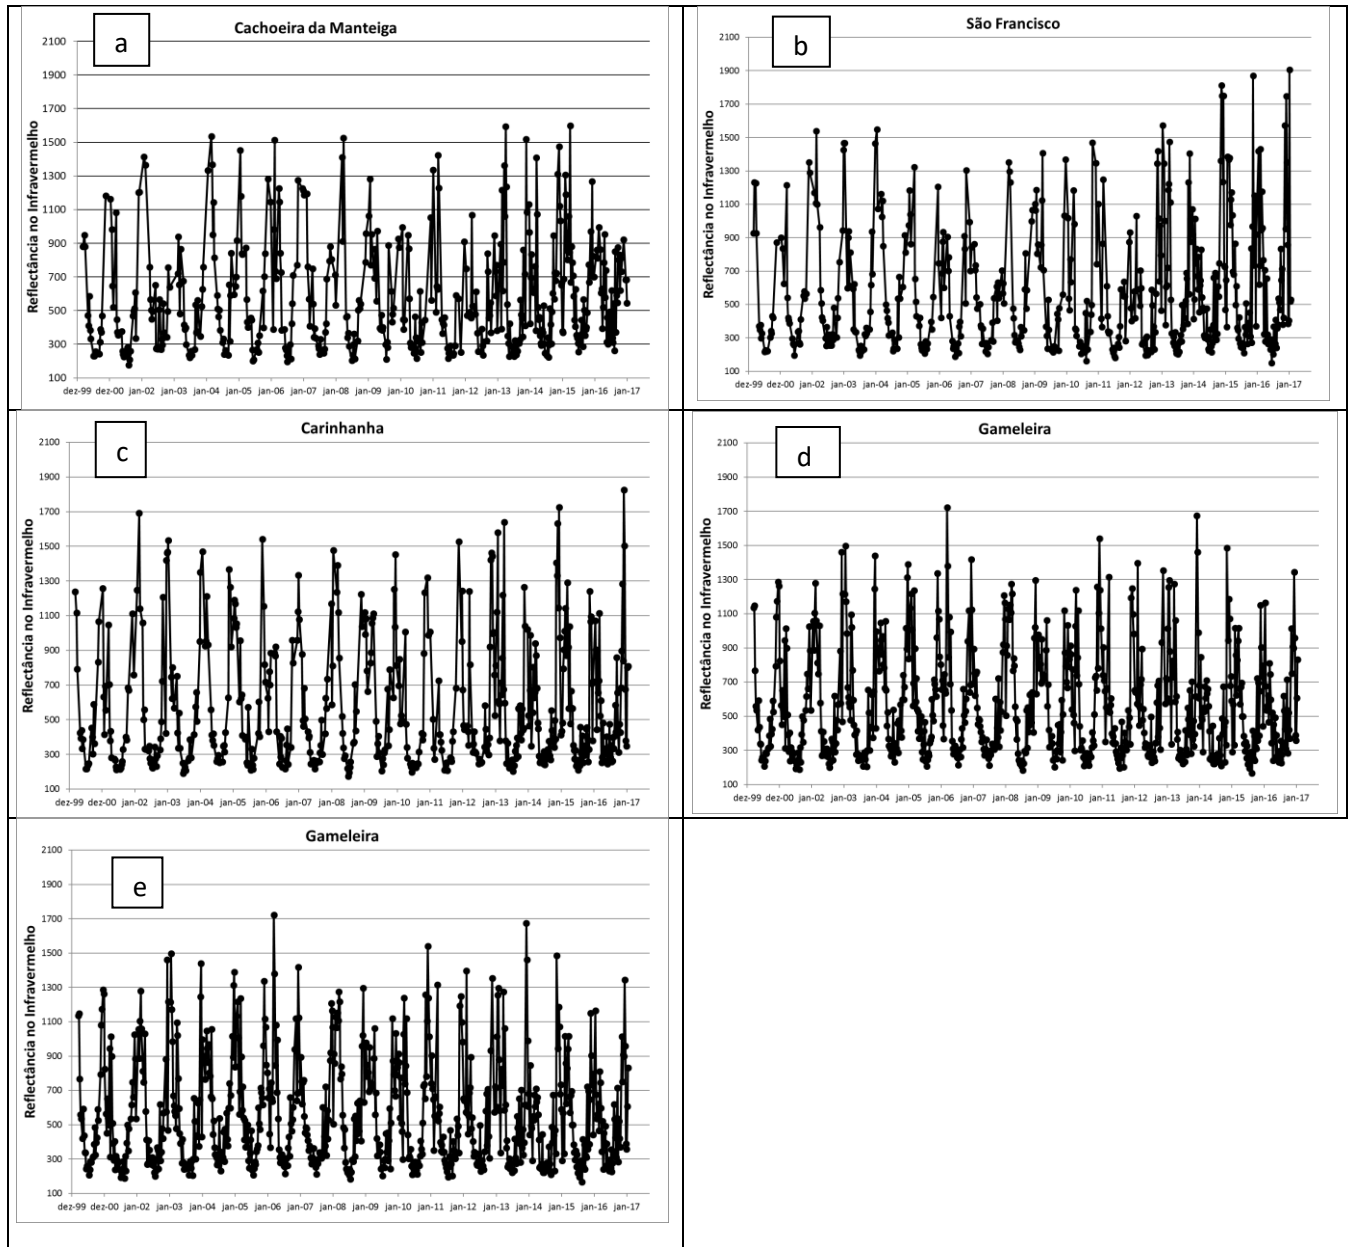 Cachoeira da Manteiga
a
Reflectância no Infravermelho
2100
1900
1700
1500
1300
1100
900
700
500
300
100
dez-99 dez-00 jan-02 jan-03 jan-04 jan-05 jan-06 jan-07 jan-08 jan-09 jan-10 jan-11 jan-12 jan-13 jan-14 jan-15 jan-16 jan-17
São Francisco
b
Reflectância no Infravermelho
2100
1900
1700
1500
1300
1100
900
700
500
300
100
dez-99 dez-00 jan-02 jan-03 jan-04 jan-05 jan-06 jan-07 jan-08 jan-09 jan-10 jan-11 jan-12 jan-13 jan-14 jan-15 jan-16 jan-17
Carinhanha
c
Reflectância no Infravermelho
2100
1900
1700
1500
1300
1100
900
700
500
300
100
dez-99 dez-00 jan-02 jan-03 jan-04 jan-05 jan-06 jan-07 jan-08 jan-09 jan-10 jan-11 jan-12 jan-13 jan-14 jan-15 jan-16 jan-17
Gameleira
d
Reflectância no Infravermelho
2100
1900
1700
1500
1300
1100
900
700
500
300
100
dez-99 dez-00 jan-02 jan-03 jan-04 jan-05 jan-06 jan-07 jan-08 jan-09 jan-10 jan-11 jan-12 jan-13 jan-14 jan-15 jan-16 jan-17
Gameleira
e
Reflectância no Infravermelho
2100
1900
1700
1500
1300
1100
900
700
500
300
100
dez-99 dez-00 jan-02 jan-03 jan-04 jan-05 jan-06 jan-07 jan-08 jan-09 jan-10 jan-11 jan-12 jan-13 jan-14 jan-15 jan-16 jan-17